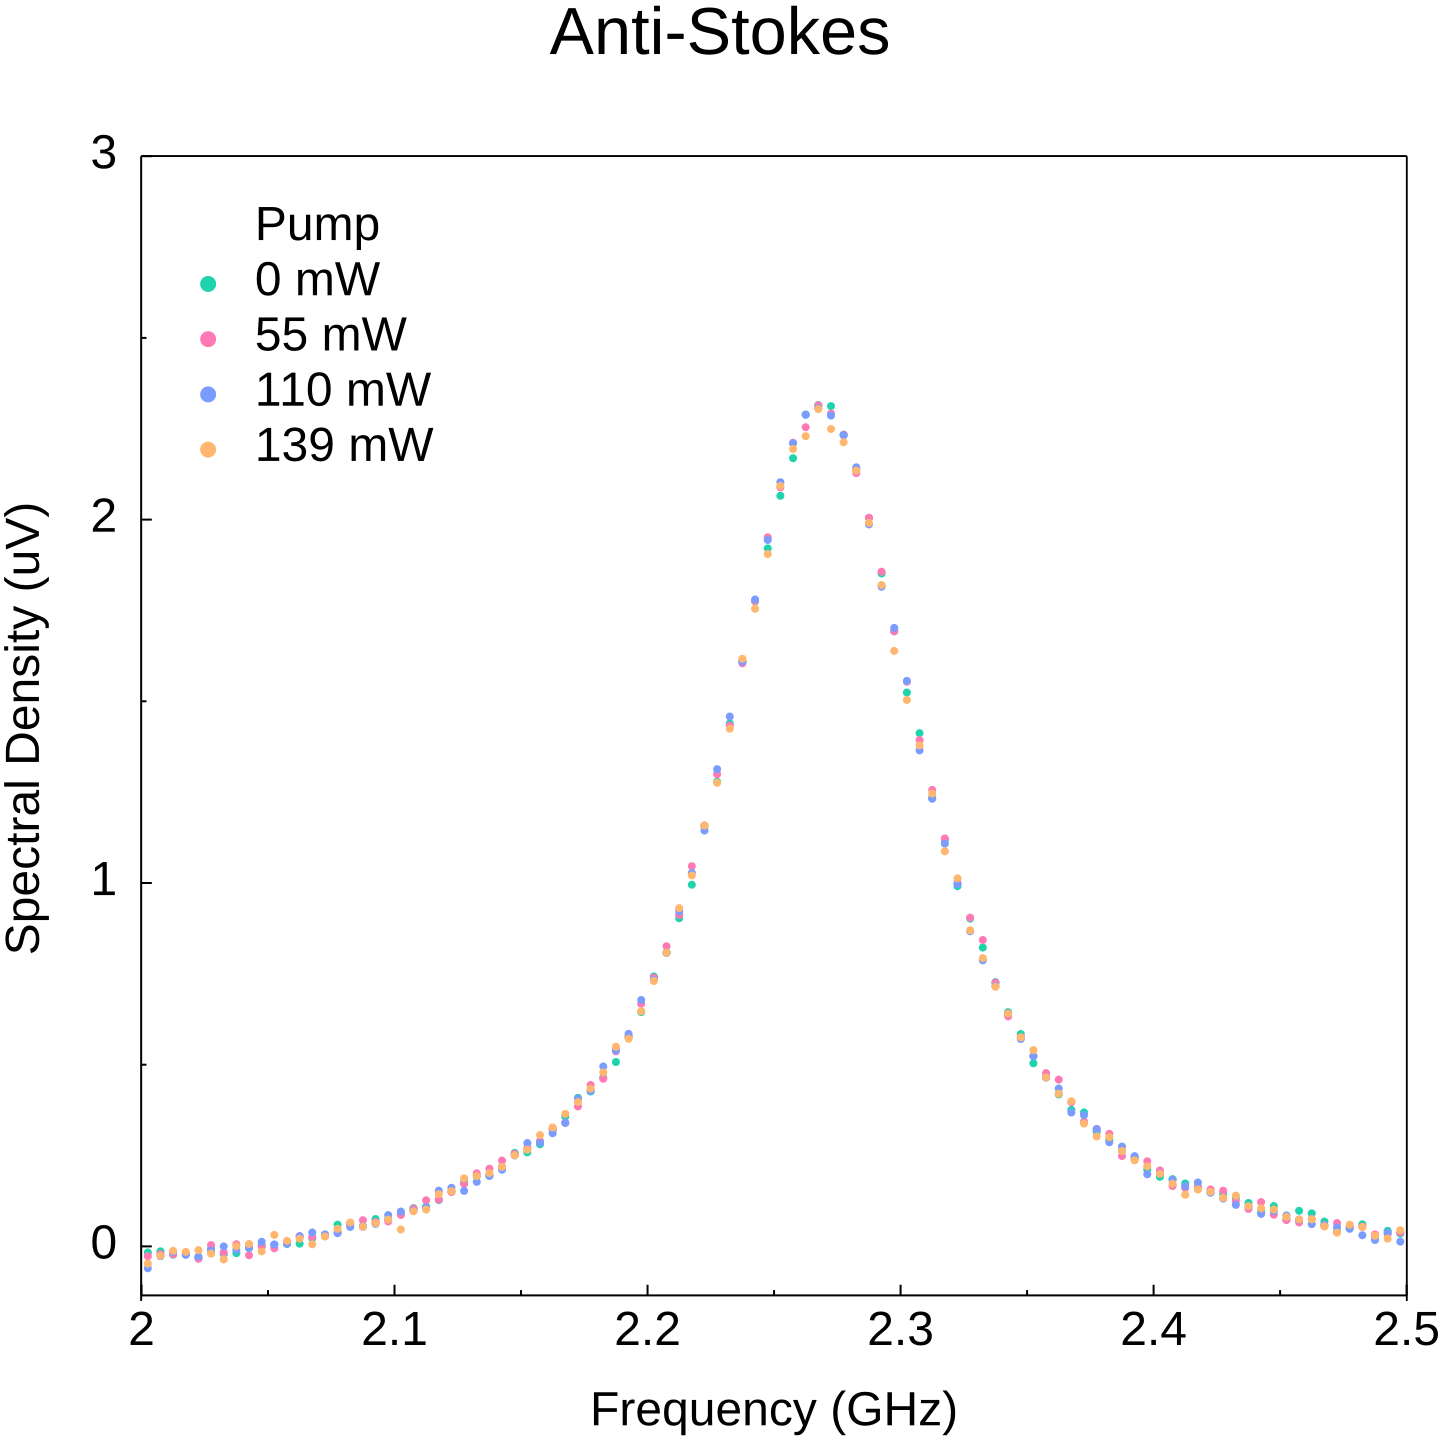 Anti-Stokes
3
Pump
0 mW
55 mW
110 mW
139 mW
2
Spectral Density (uV)
1
0
2 2.1 2.2 2.3 2.4 2.5
Frequency (GHz)